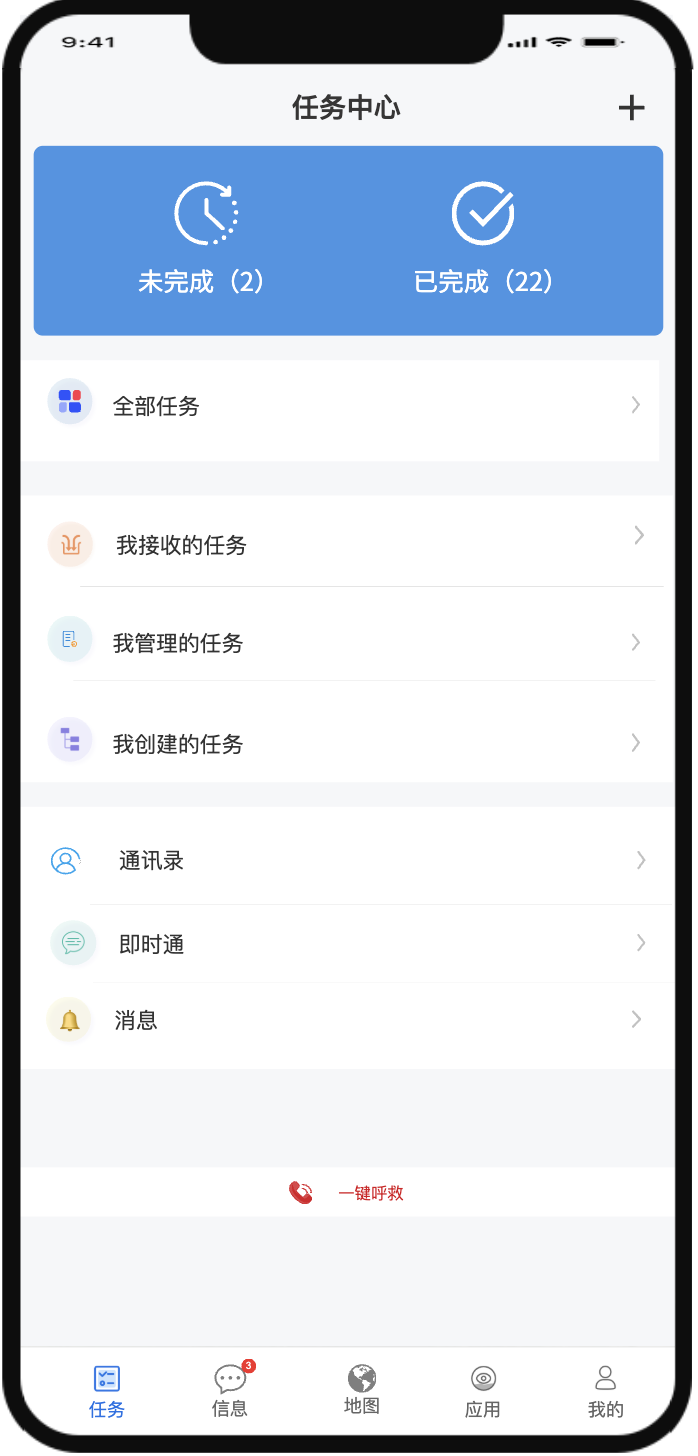 9:41
任务中心
未完成（2） 已完成（22）
全部任务
我接收的任务
我管理的任务
我创建的任务
通讯录
即时通
消息
一键呼救
3
任务 信息 地图 应用 我的